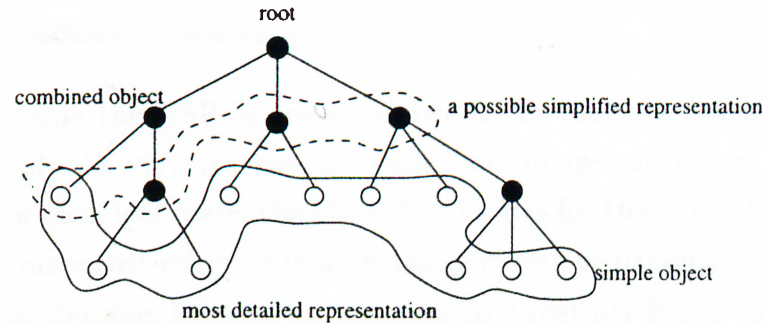 root
combined object
a possible simplified representation
simple object
most detailed representation